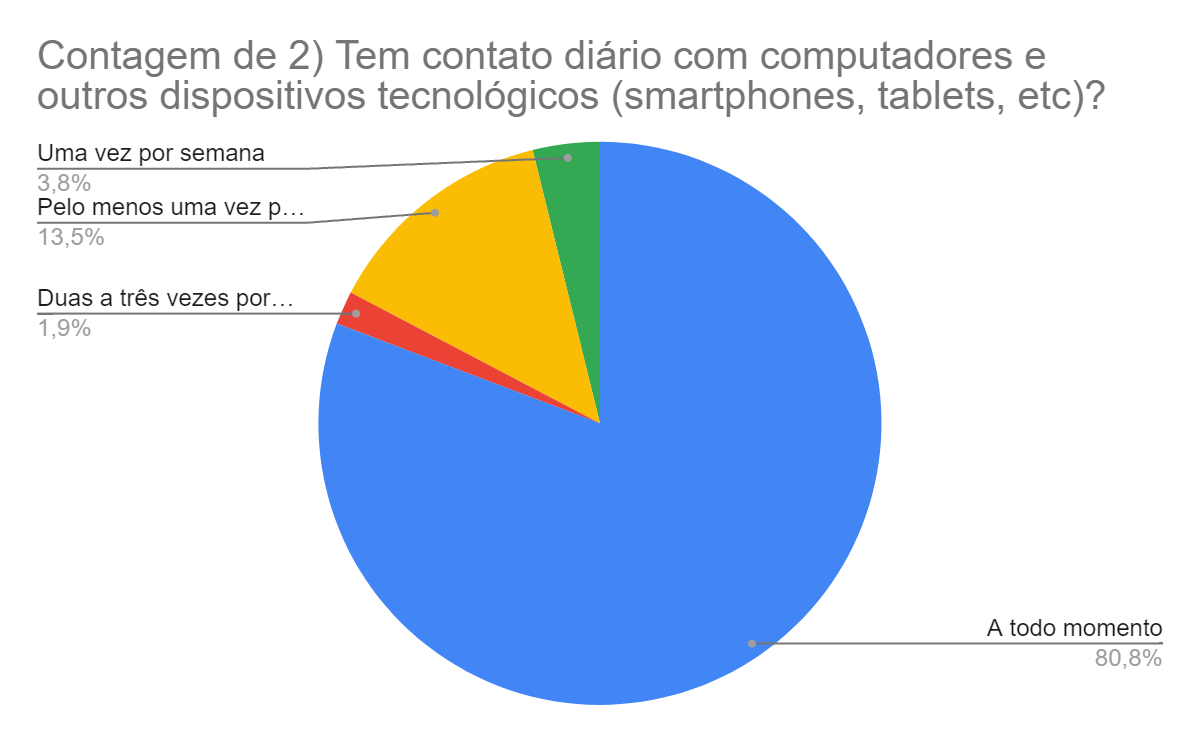 Contagem de 2) Tem contato diário com computadores e
outros dispositivos tecnológicos (smartphones, tablets, etc)?
Uma vez por semana
3,8%
Pelo menos uma vez p…
13,5%
Duas a três vezes por…
1,9%
A todo momento
80,8%